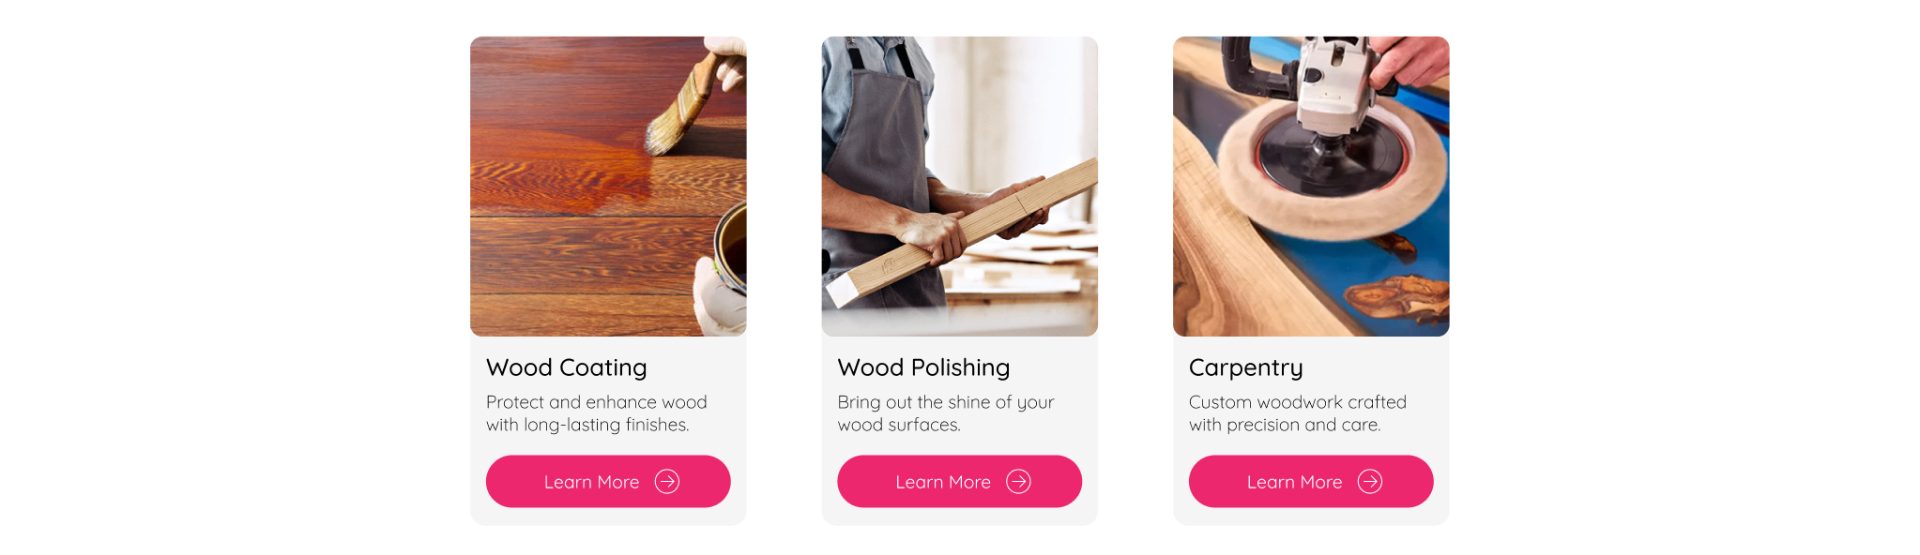 Wood Coating
Protect and enhance wood
with long-lasting finishes.
Learn More
Wood Polishing
Bring out the shine of your
wood surfaces.
Learn More
Carpentry
Custom woodwork crafted
with precision and care.
Learn More